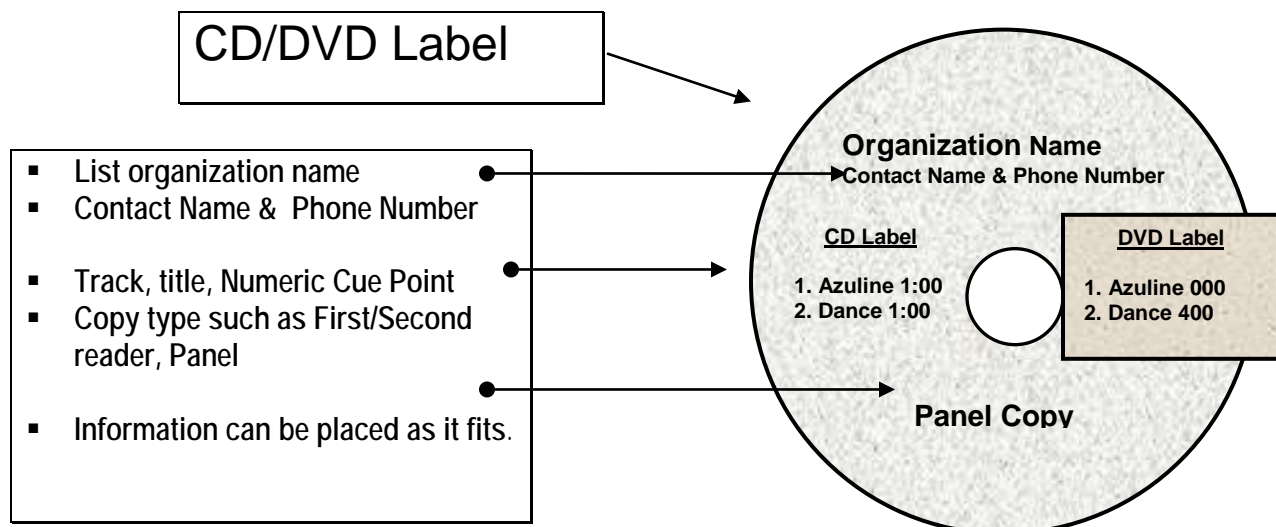 CD/DVD Label
▪ List organization name
▪ Contact Name & Phone Number
▪ Track, title, Numeric Cue Point
▪ Copy type such as First/Second
reader, Panel
▪ Information can be placed as it fits.
Organization Name
Contact Name & Phone Number
CD Label
1. Azuline 1:00
2. Dance 1:00
DVD Label
1. Azuline 000
2. Dance 400
Panel Copy